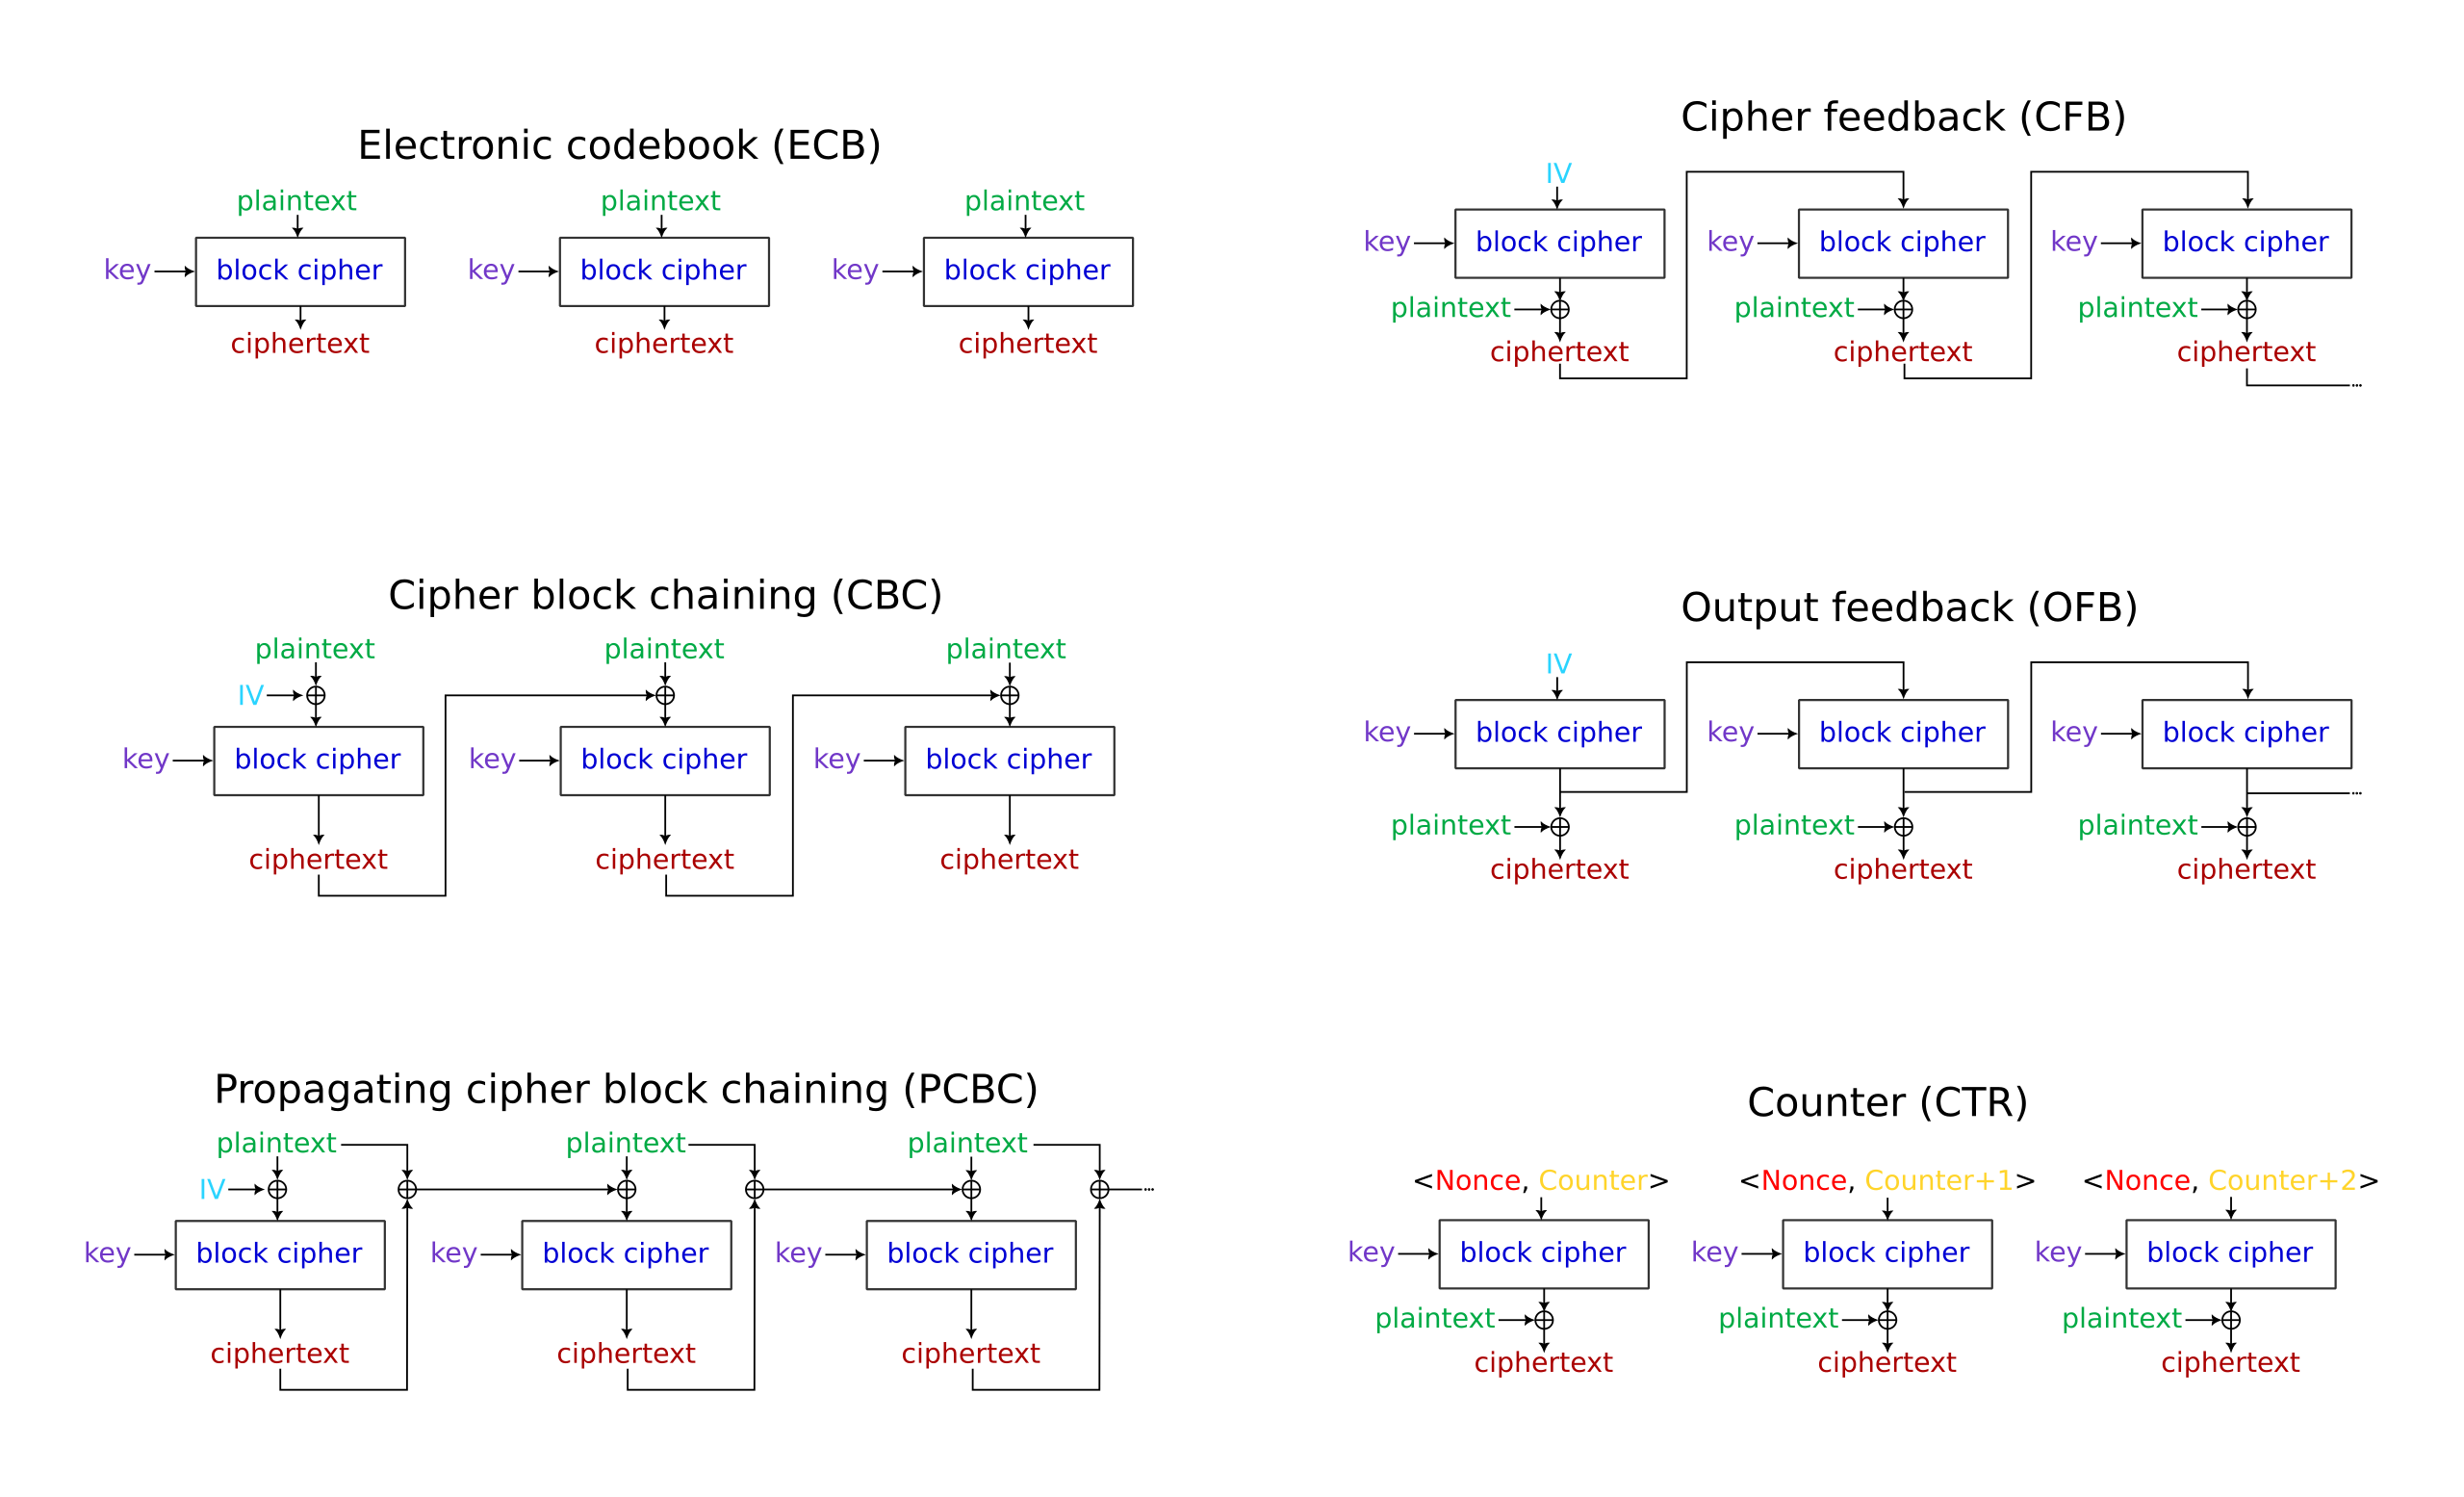 Electronic codebook (ECB)
plaintext plaintext plaintext
key block cipher key block cipher key block cipher
ciphertext ciphertext ciphertext
Cipher block chaining (CBC)
plaintext plaintext plaintext
IV
key block cipher key block cipher key block cipher
ciphertext ciphertext ciphertext
Propagating cipher block chaining (PCBC)
plaintext plaintext plaintext
IV ...
key block cipher key block cipher key block cipher
ciphertext ciphertext ciphertext
Cipher feedback (CFB)
IV
key block cipher key block cipher key block cipher
plaintext plaintext plaintext
ciphertext ciphertext ciphertext
...
Output feedback (OFB)
IV
key block cipher key block cipher key block cipher
...
plaintext plaintext plaintext
ciphertext ciphertext ciphertext
Counter (CTR)
<Nonce, Counter> <Nonce, Counter+1> <Nonce, Counter+2>
key block cipher key block cipher key block cipher
plaintext plaintext plaintext
ciphertext ciphertext ciphertext